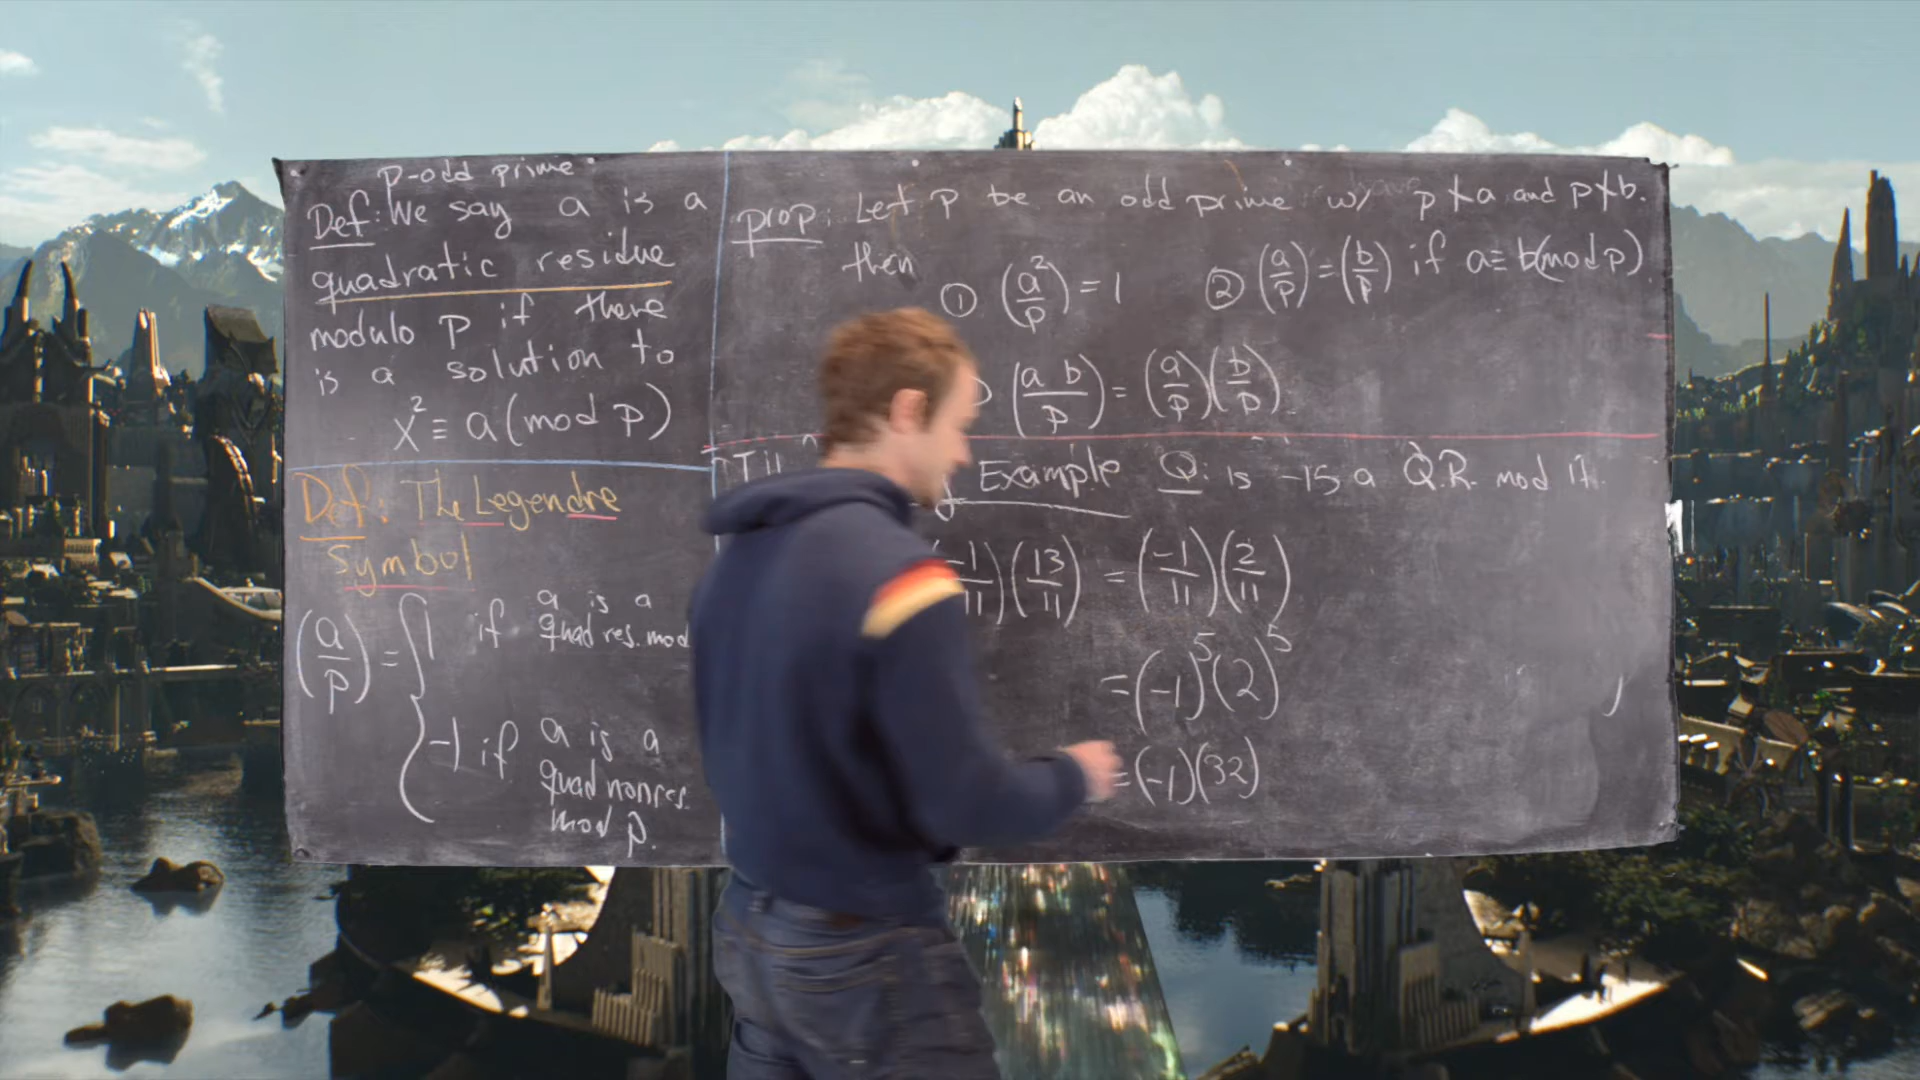 p-odd prime
Def: We say a is a
quadratic residue
modulo p if there
is a solution to
x² ≡ a (mod p)
Def: The Legendre
Symbol
(a/p) = { 1 if a is a
quad res. mod
-1 if a is a
quad nonres.
mod p.
prop: Let p be an odd prime w/ p∤a and p∤b.
then
① (a²/p) = 1 ② (a/p) = (b/p) if a ≡ b (mod p)
(ab/p) = (a/p)(b/p)
Example Q: is -15 a Q.R. mod 11.
(-1/11)(13/11) = (-1/11)(2/11)
= (-1)⁵(2)⁵
= (-1)(32)